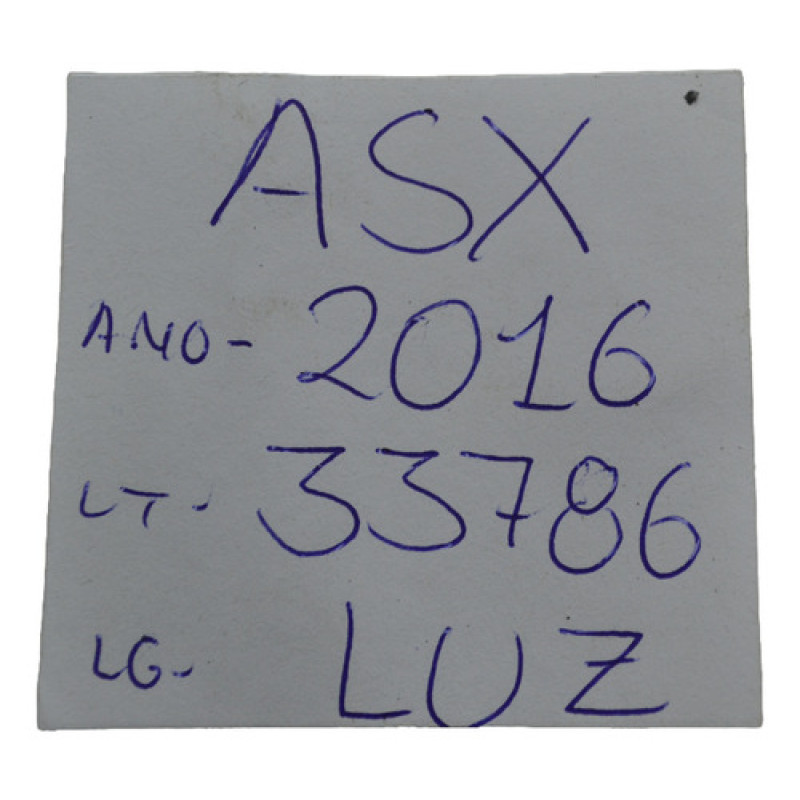 ASX
ANO- 2016
LT- 33786
LG- LUZ